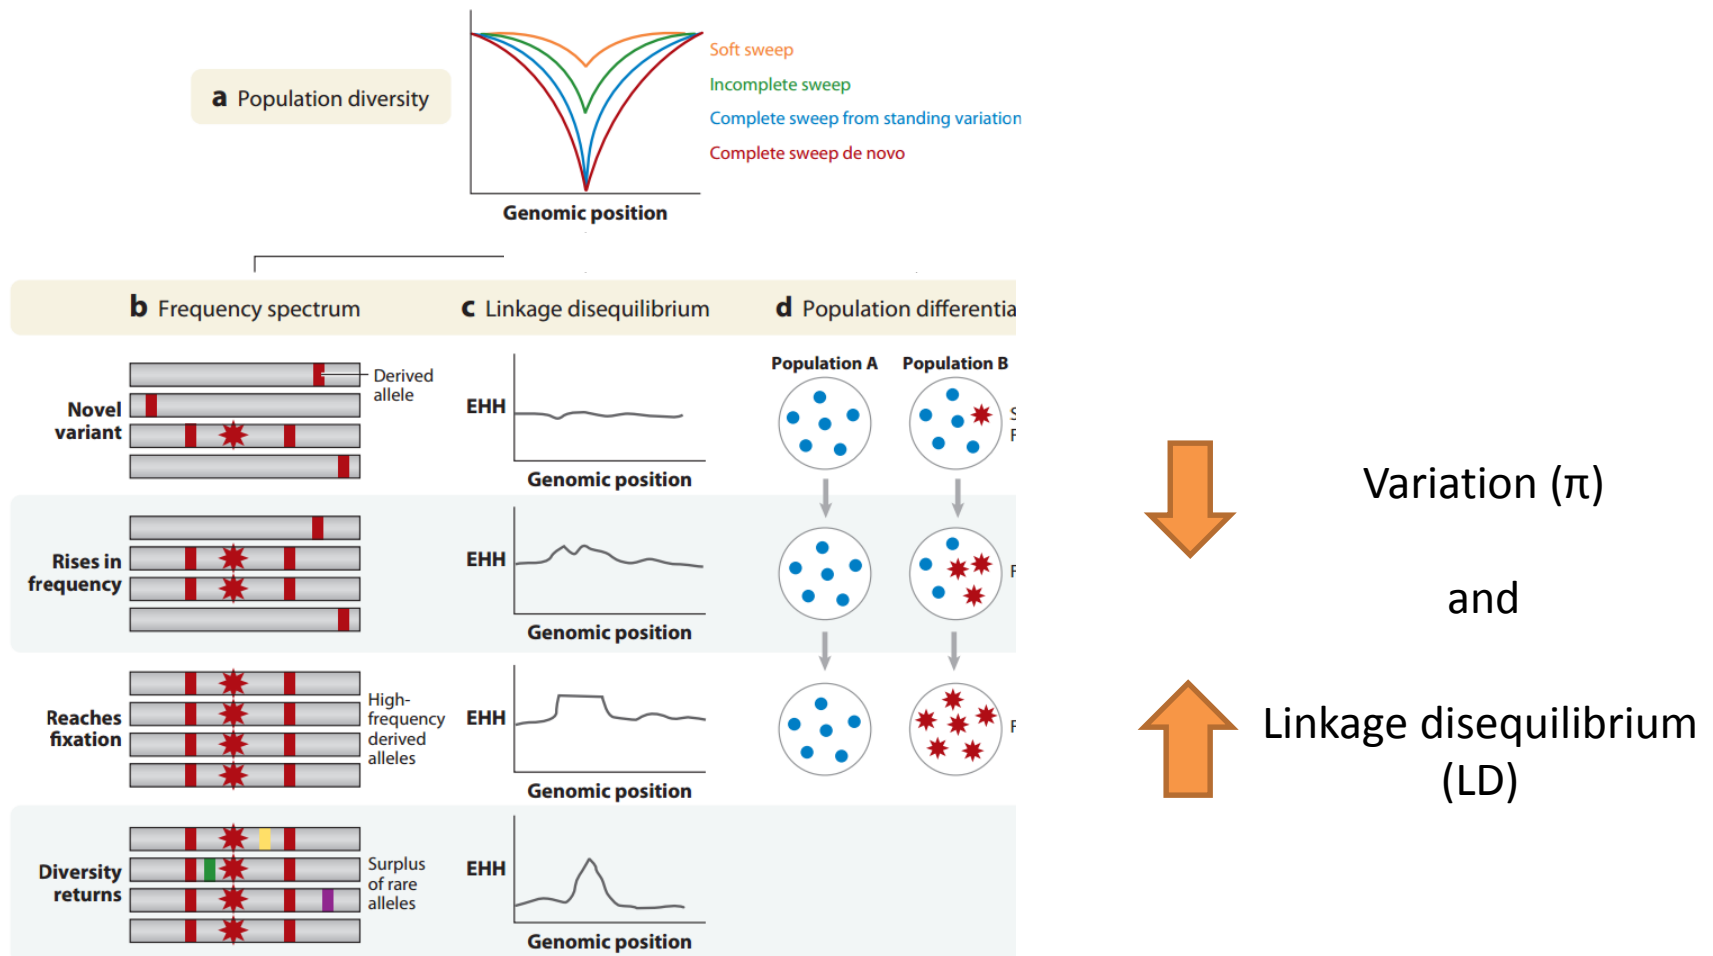 a Population diversity
Soft sweep
Incomplete sweep
Complete sweep from standing variation
Complete sweep de novo
Genomic position
b Frequency spectrum
c Linkage disequilibrium
d Population differentia
Novel
variant
Derived
allele
EHH
Genomic position
Population A
Population B
S
F
Rises in
frequency
EHH
Genomic position
F
Reaches
fixation
High-
frequency
derived
alleles
EHH
Genomic position
F
Diversity
returns
Surplus
of rare
alleles
EHH
Genomic position
Variation (π)
and
Linkage disequilibrium
(LD)